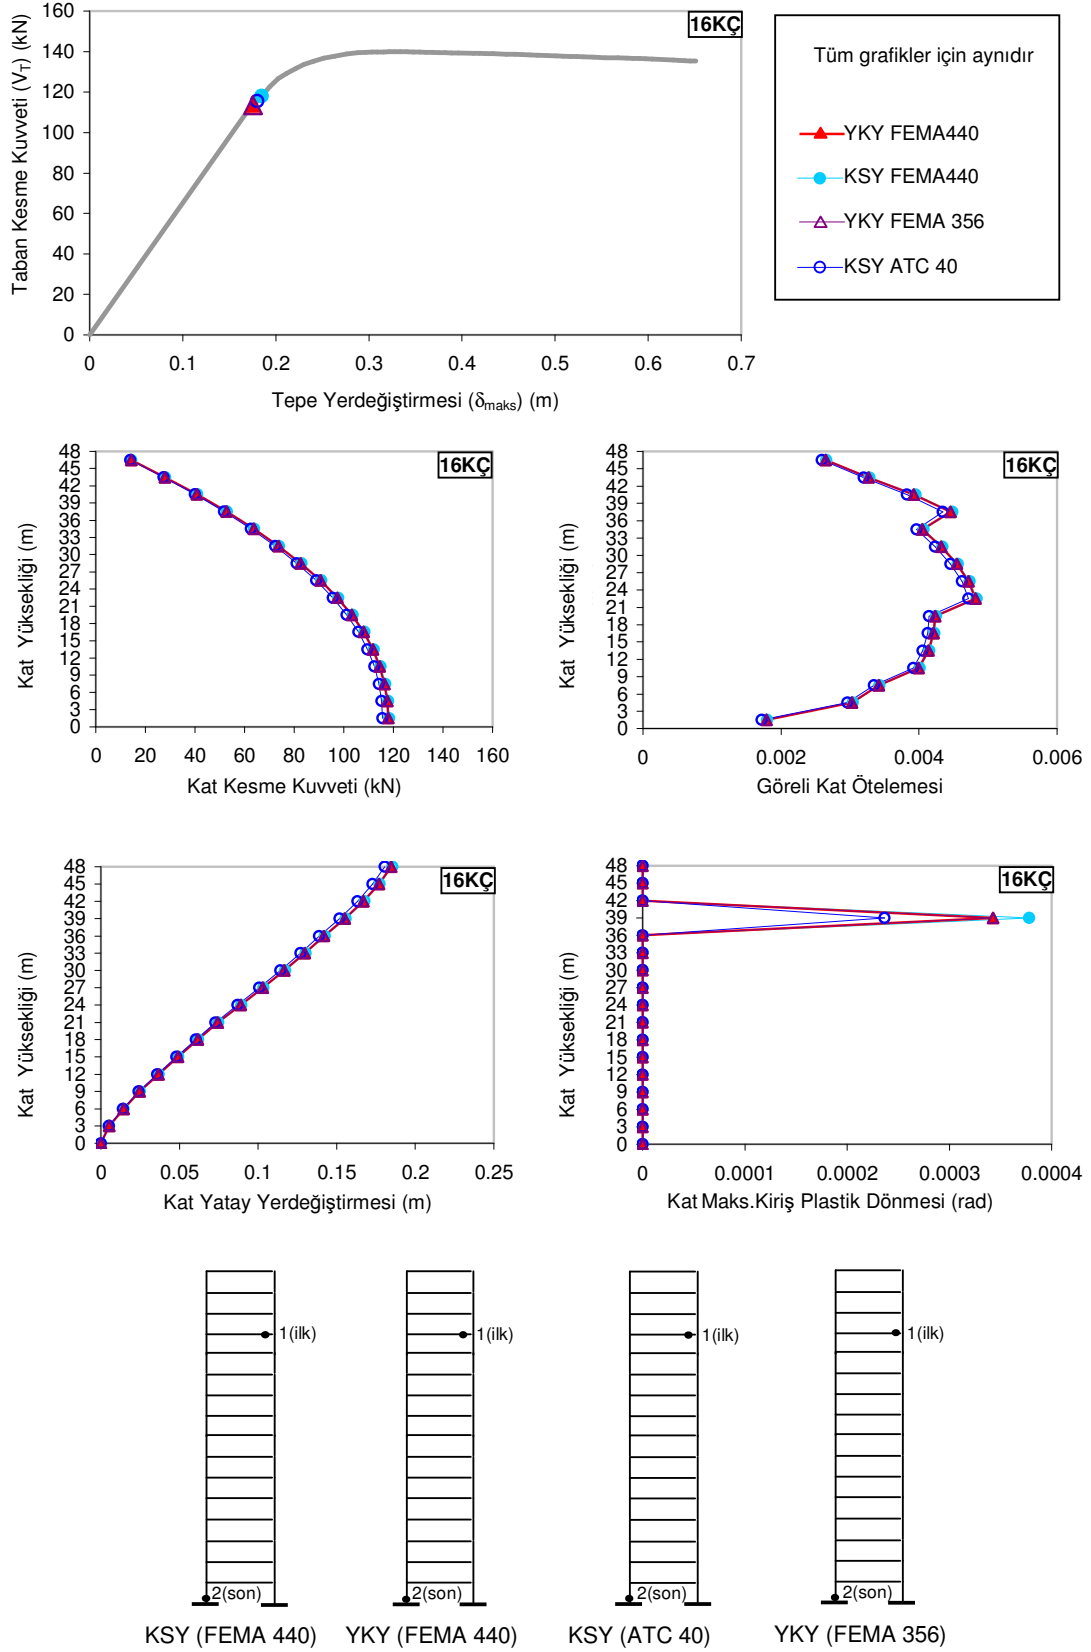 160
140
120
100
80
60
40
20
0
Taban Kesme Kuvveti (VT) (kN)
16KÇ
0 0.1 0.2 0.3 0.4 0.5 0.6 0.7
Tepe Yerdeğiştirmesi (δmaks) (m)
Tüm grafikler için aynıdır
YKY FEMA440
KSY FEMA440
YKY FEMA 356
KSY ATC 40
48
45
42
39
36
33
30
27
24
21
18
15
12
9
6
3
0
Kat Yüksekliği (m)
16KÇ
0 20 40 60 80 100 120 140 160
Kat Kesme Kuvveti (kN)
48
45
42
39
36
33
30
27
24
21
18
15
12
9
6
3
0
Kat Yüksekliği (m)
16KÇ
0 0.002 0.004 0.006
Göreli Kat Ötelemesi
48
45
42
39
36
33
30
27
24
21
18
15
12
9
6
3
0
Kat Yüksekliği (m)
16KÇ
0 0.05 0.1 0.15 0.2 0.25
Kat Yatay Yerdeğiştirmesi (m)
48
45
42
39
36
33
30
27
24
21
18
15
12
9
6
3
0
Kat Yüksekliği (m)
16KÇ
0 0.0001 0.0002 0.0003 0.0004
Kat Maks.Kiriş Plastik Dönmesi (rad)
1(ilk) 1(ilk) 1(ilk) 1(ilk)
2(son) 2(son) 2(son) 2(son)
KSY (FEMA 440) YKY (FEMA 440) KSY (ATC 40) YKY (FEMA 356)